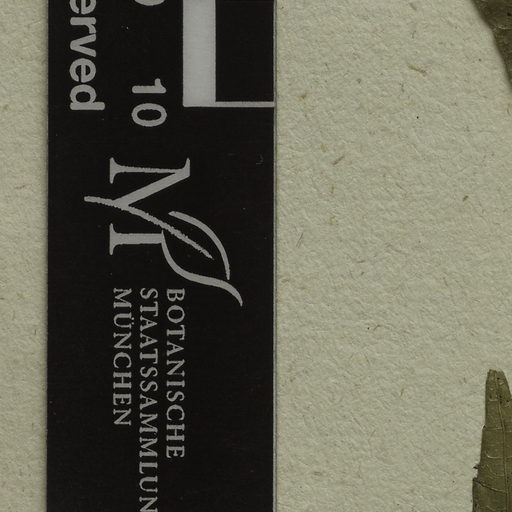 erved
10
M
BOTANISCHE
STAATSSAMMLUN
MÜNCHEN